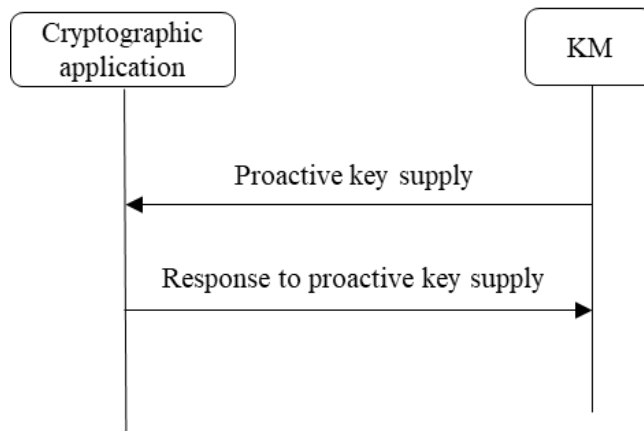 Cryptographic
application
KM
Proactive key supply
Response to proactive key supply